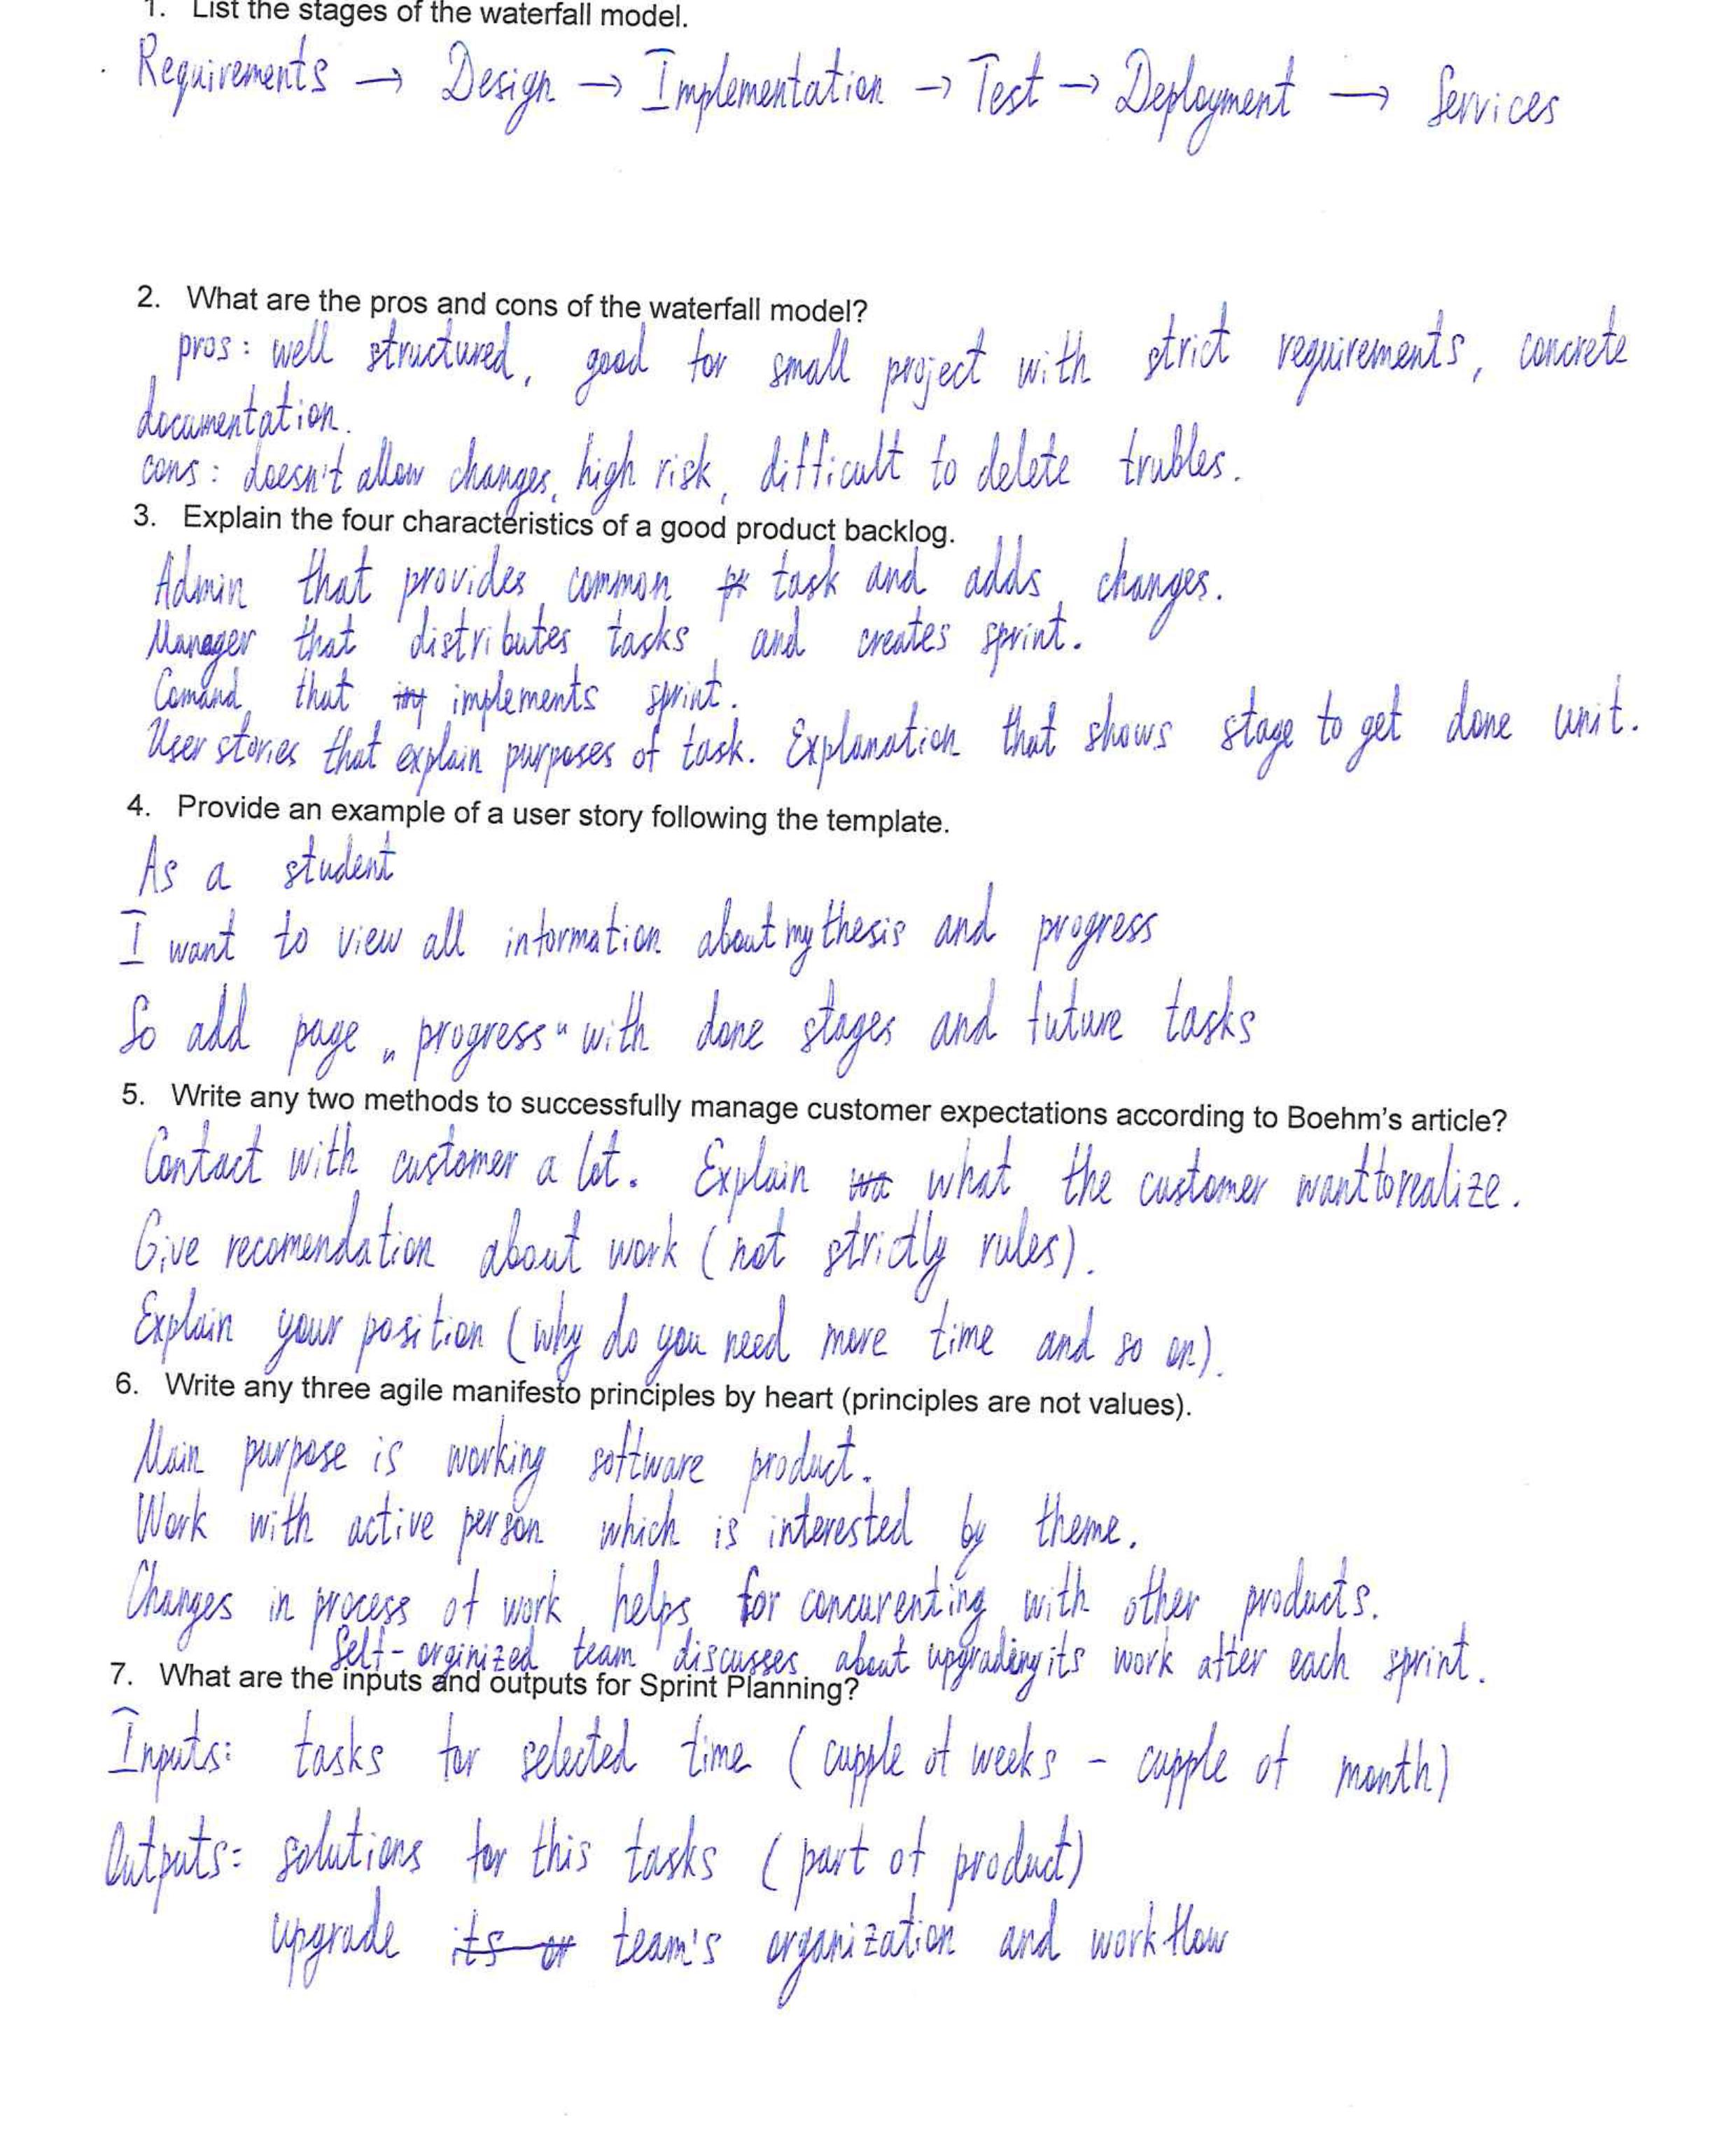 1. List the stages of the waterfall model.
Requirements → Design → Implementation → Test → Deployment → Services
2. What are the pros and cons of the waterfall model?
pros: well structured, good for small project with strict requirements, concrete
documentation.
cons: doesn't allow changes, high risk, difficult to delete trubles.
3. Explain the four characteristics of a good product backlog.
Admin that provides common task and adds changes.
Manager that distributes tasks and creates sprint.
Comand that implements sprint.
User stories that explain purposes of task. Explanation that shows stage to get done unit.
4. Provide an example of a user story following the template.
As a student
I want to view all information about my thesis and progress
So add page „progress“ with done stages and future tasks
5. Write any two methods to successfully manage customer expectations according to Boehm's article?
Contact with customer a lot. Explain what the customer want to realize.
Give recomendation about work (not strictly rules).
Explain your position (why do you need more time and so on).
6. Write any three agile manifesto principles by heart (principles are not values).
Main purpose is working software product.
Work with active person which is interested by theme.
Changes in process of work helps for concurenting with other products.
Self-orginized team discusses about upgrading its work after each sprint.
7. What are the inputs and outputs for Sprint Planning?
Inputs: tasks for selected time (cupple of weeks - cupple of month)
Outputs: solutions for this tasks (part of product)
upgrade its or team's organization and workflow